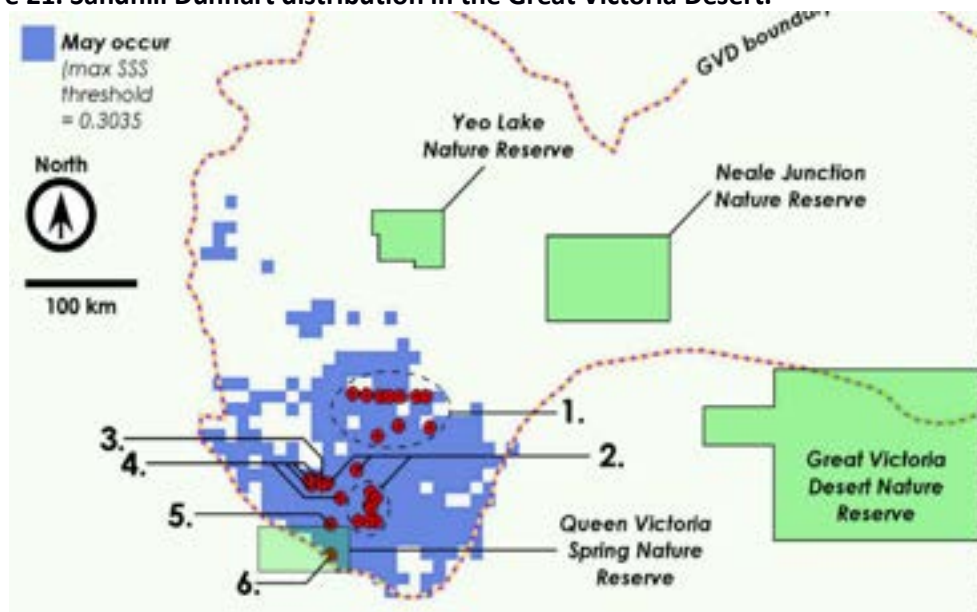 e E1. Sandhill Dunnart distribution in the Great Victoria Desert.
May occur
(max SSS
threshold
= 0.3035
North
100 km
GVD boundary
Yeo Lake
Nature Reserve
Neale Junction
Nature Reserve
1.
2.
3.
4.
5.
6.
Great Victoria
Desert Nature
Reserve
Queen Victoria
Spring Nature
Reserve